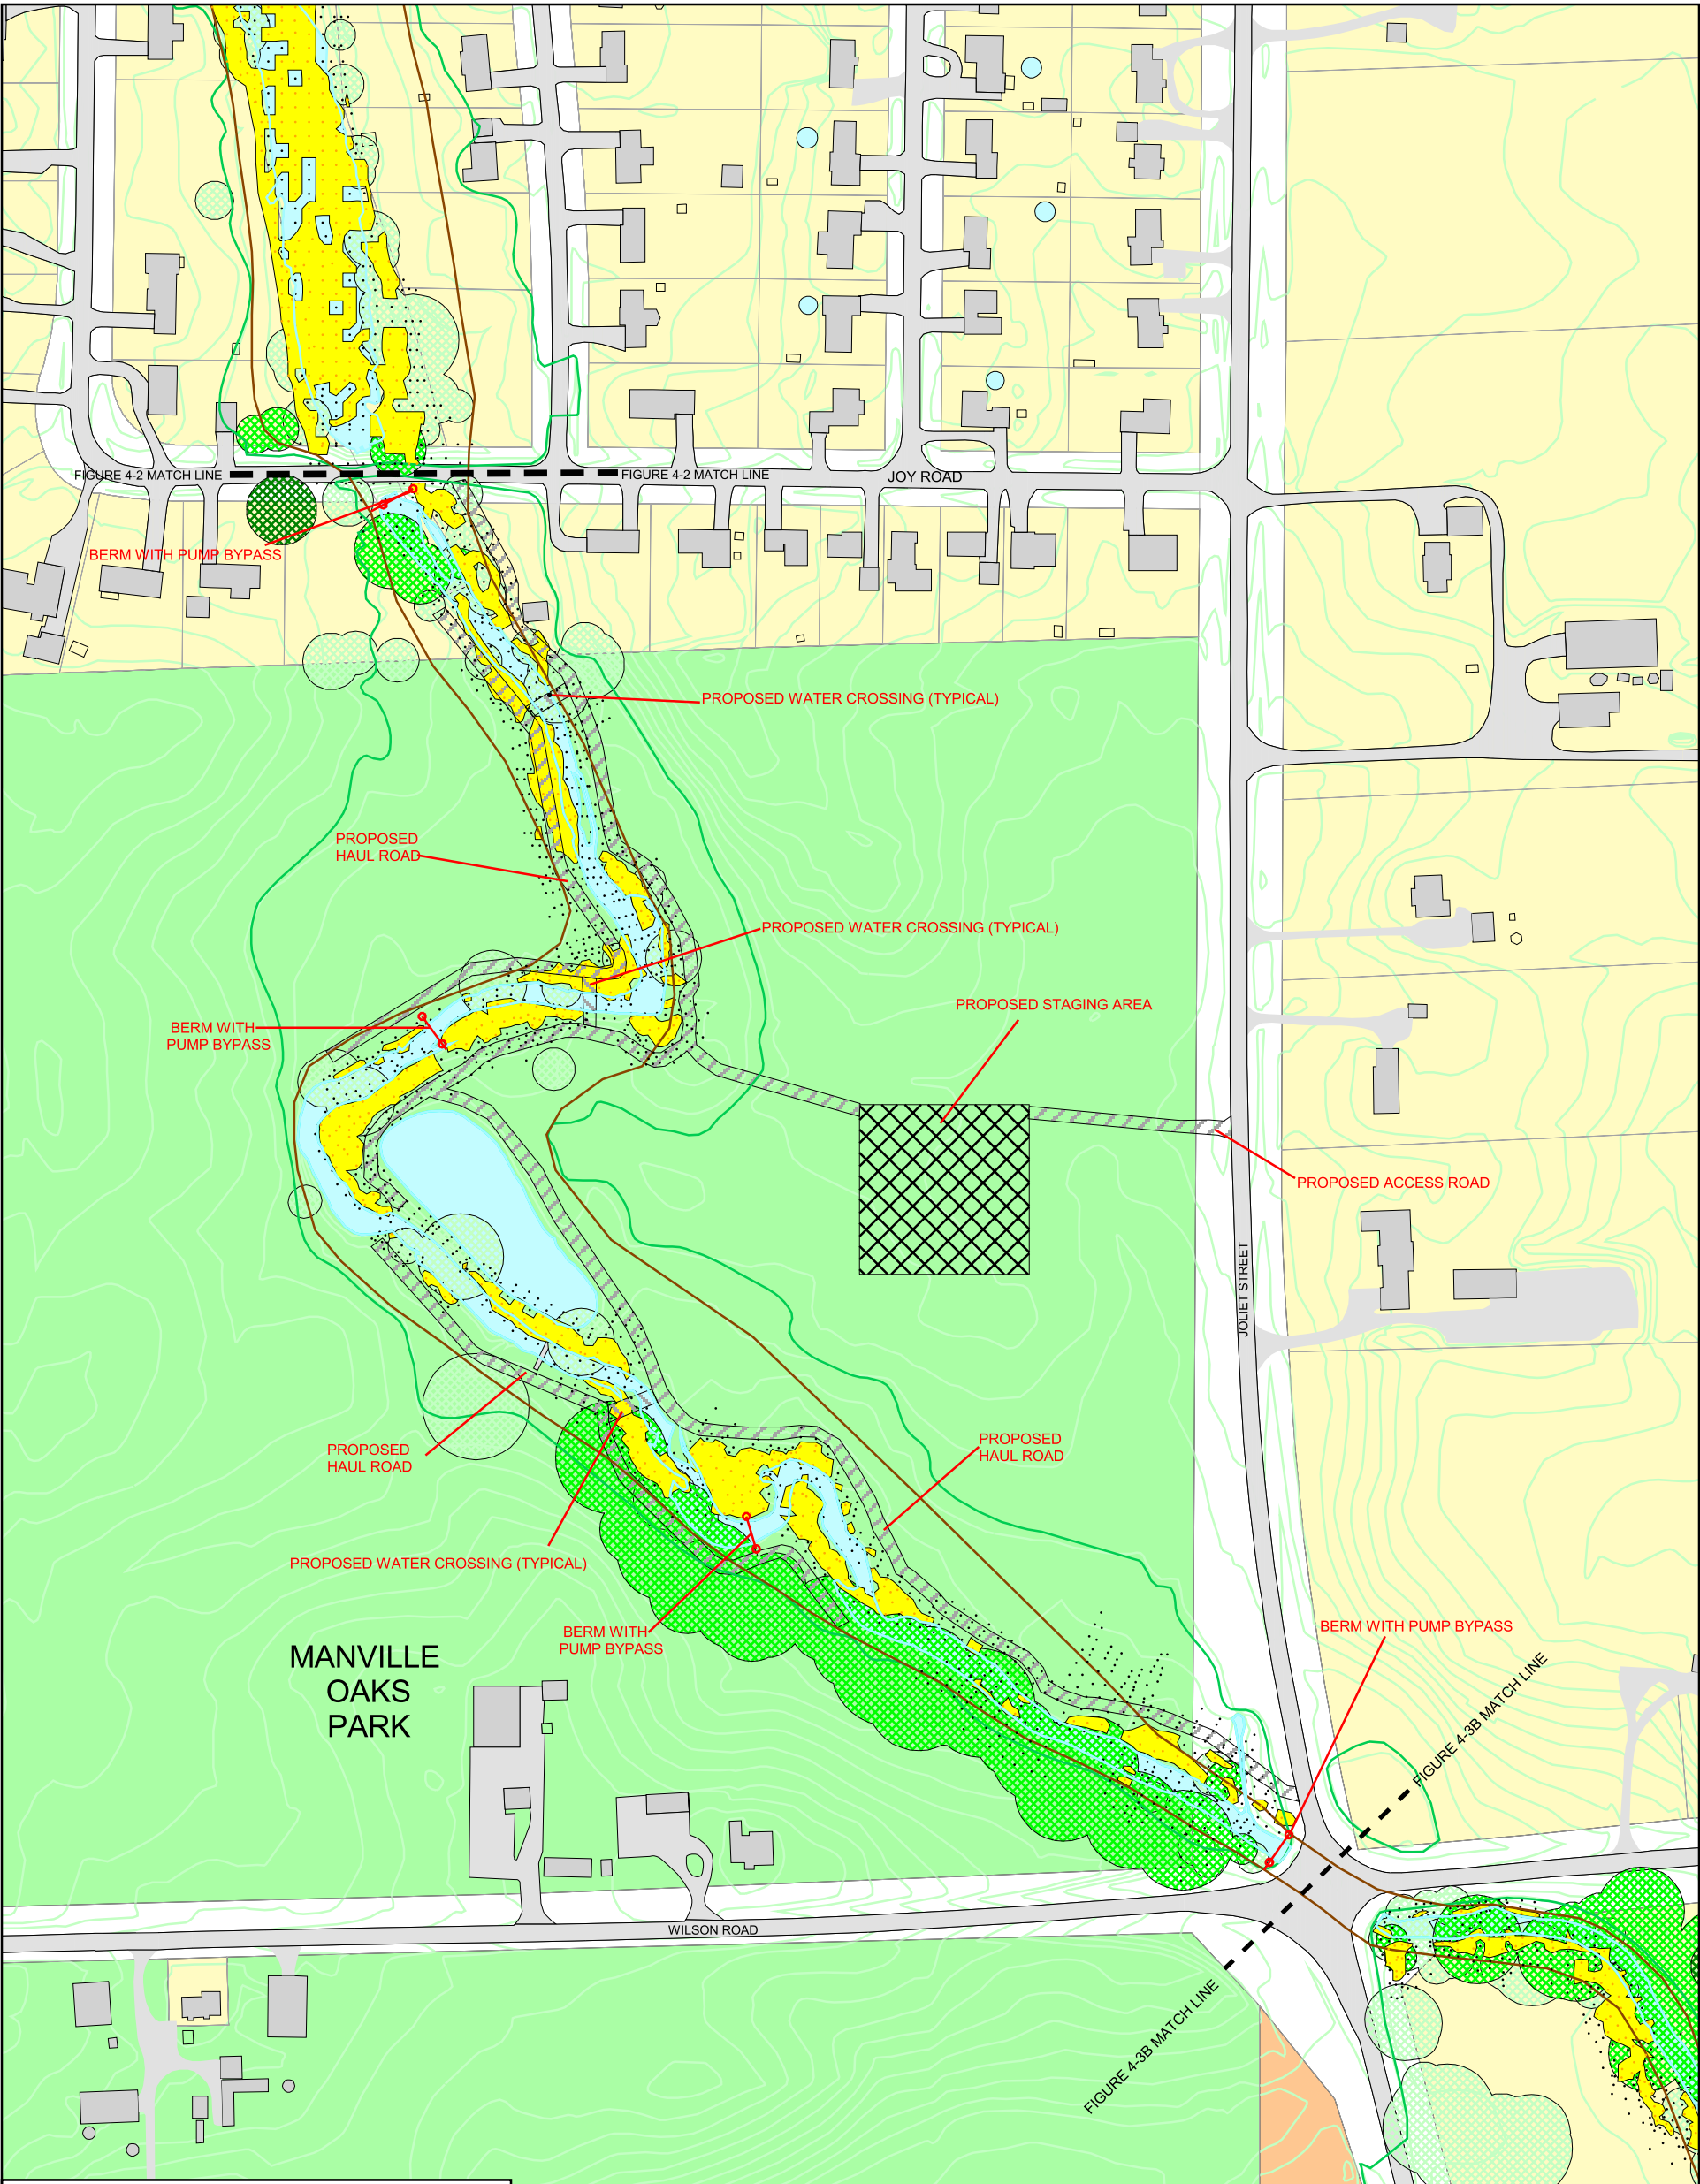 FIGURE 4-2 MATCH LINE
FIGURE 4-2 MATCH LINE
JOY ROAD
BERM WITH PUMP BYPASS
PROPOSED WATER CROSSING (TYPICAL)
PROPOSED
HAUL ROAD
PROPOSED WATER CROSSING (TYPICAL)
PROPOSED STAGING AREA
BERM WITH
PUMP BYPASS
PROPOSED ACCESS ROAD
JOLIET STREET
PROPOSED
HAUL ROAD
PROPOSED
HAUL ROAD
PROPOSED WATER CROSSING (TYPICAL)
BERM WITH
PUMP BYPASS
BERM WITH PUMP BYPASS
MANVILLE
OAKS
PARK
FIGURE 4-3B MATCH LINE
WILSON ROAD
FIGURE 4-3B MATCH LINE